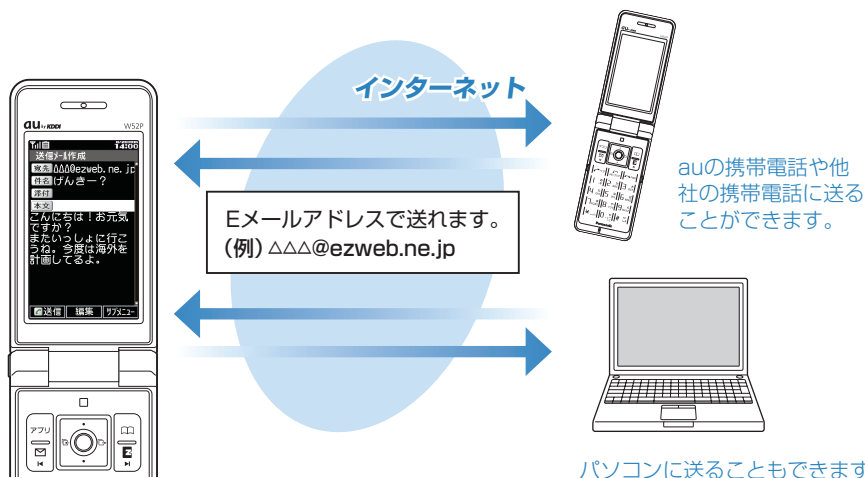 インターネット
au by KDDI
W52P
14:00
送信メール作成
宛先 △△△@ezweb.ne.jp
件名 げんきー？
添付
本文
こんにちは！お元気
ですか？
またいっしょに行こ
うね。今度は海外を
計画してるよ。
送信 編集 サブメニュー
アプリ
Eメールアドレスで送れます。
（例）△△△@ezweb.ne.jp
au
Panasonic
auの携帯電話や他
社の携帯電話に送る
ことができます。
パソコンに送ることもできます